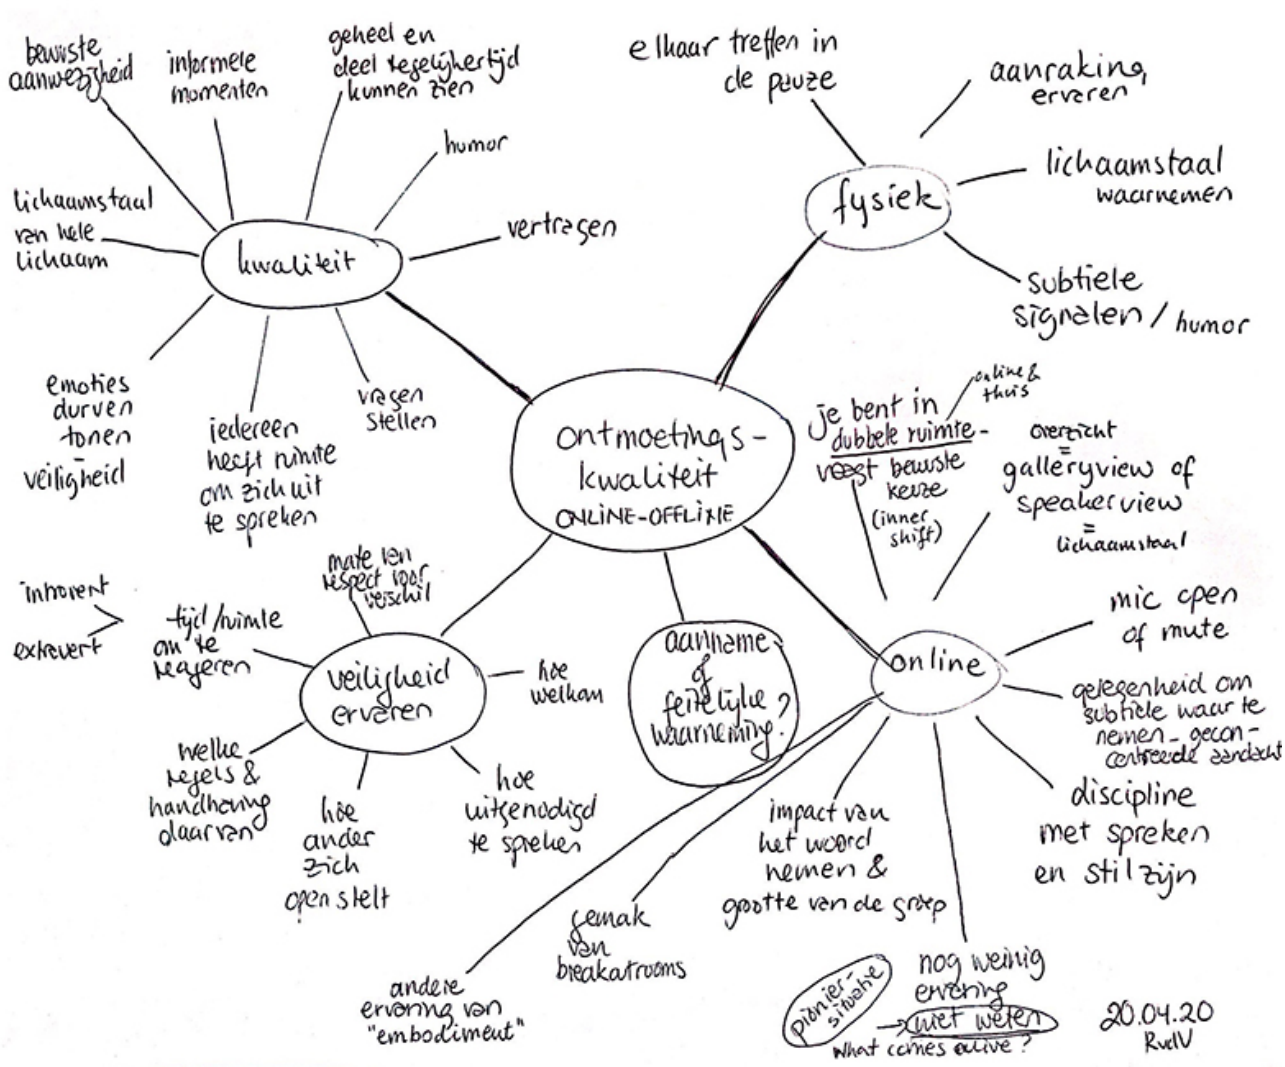 bewuste
aanwezigheid
informele
momenten
geheel en
deel tegelijkertijd
kunnen zien
humor
vertragen
lichaamstaal
van hele
lichaam
kwaliteit
emoties
durven
tonen
=
veiligheid
iedereen
heeft ruimte
om zich uit
te spreken
vragen
stellen
elkaar treffen in
de pauze
aanraking
ervaren
lichaamstaal
waarnemen
fysiek
subtiele
signalen / humor
ontmoetings-
kwaliteit
ONLINE-OFFLINE
je bent in
dubbele ruimte -
online &
thuis
vraagt bewuste
keuze
(inner
shift)
overzicht
=
galleryview of
speakerview
=
lichaamstaal
mic open
of mute
online
gelegenheid om
subtiele waar te
nemen - gecon-
centreerde aandacht
discipline
met spreken
en stil zijn
introvert
extravert
tijd/ruimte
om te
reageren
mate van
respect voor
verschil
veiligheid
ervaren
hoe
welkom
welke
regels &
handhaving
daarvan
hoe
ander
zich
openstelt
hoe
uitgenodigd
te spreken
aanname
of
feitelijke
waarneming?
impact van
het woord
nemen &
grootte van de groep
gemak
van
breakoutrooms
andere
ervaring van
"embodiment"
nog weinig
ervaring
niet weten
pionier-
situatie
What comes alive?
20.04.20
RvdV